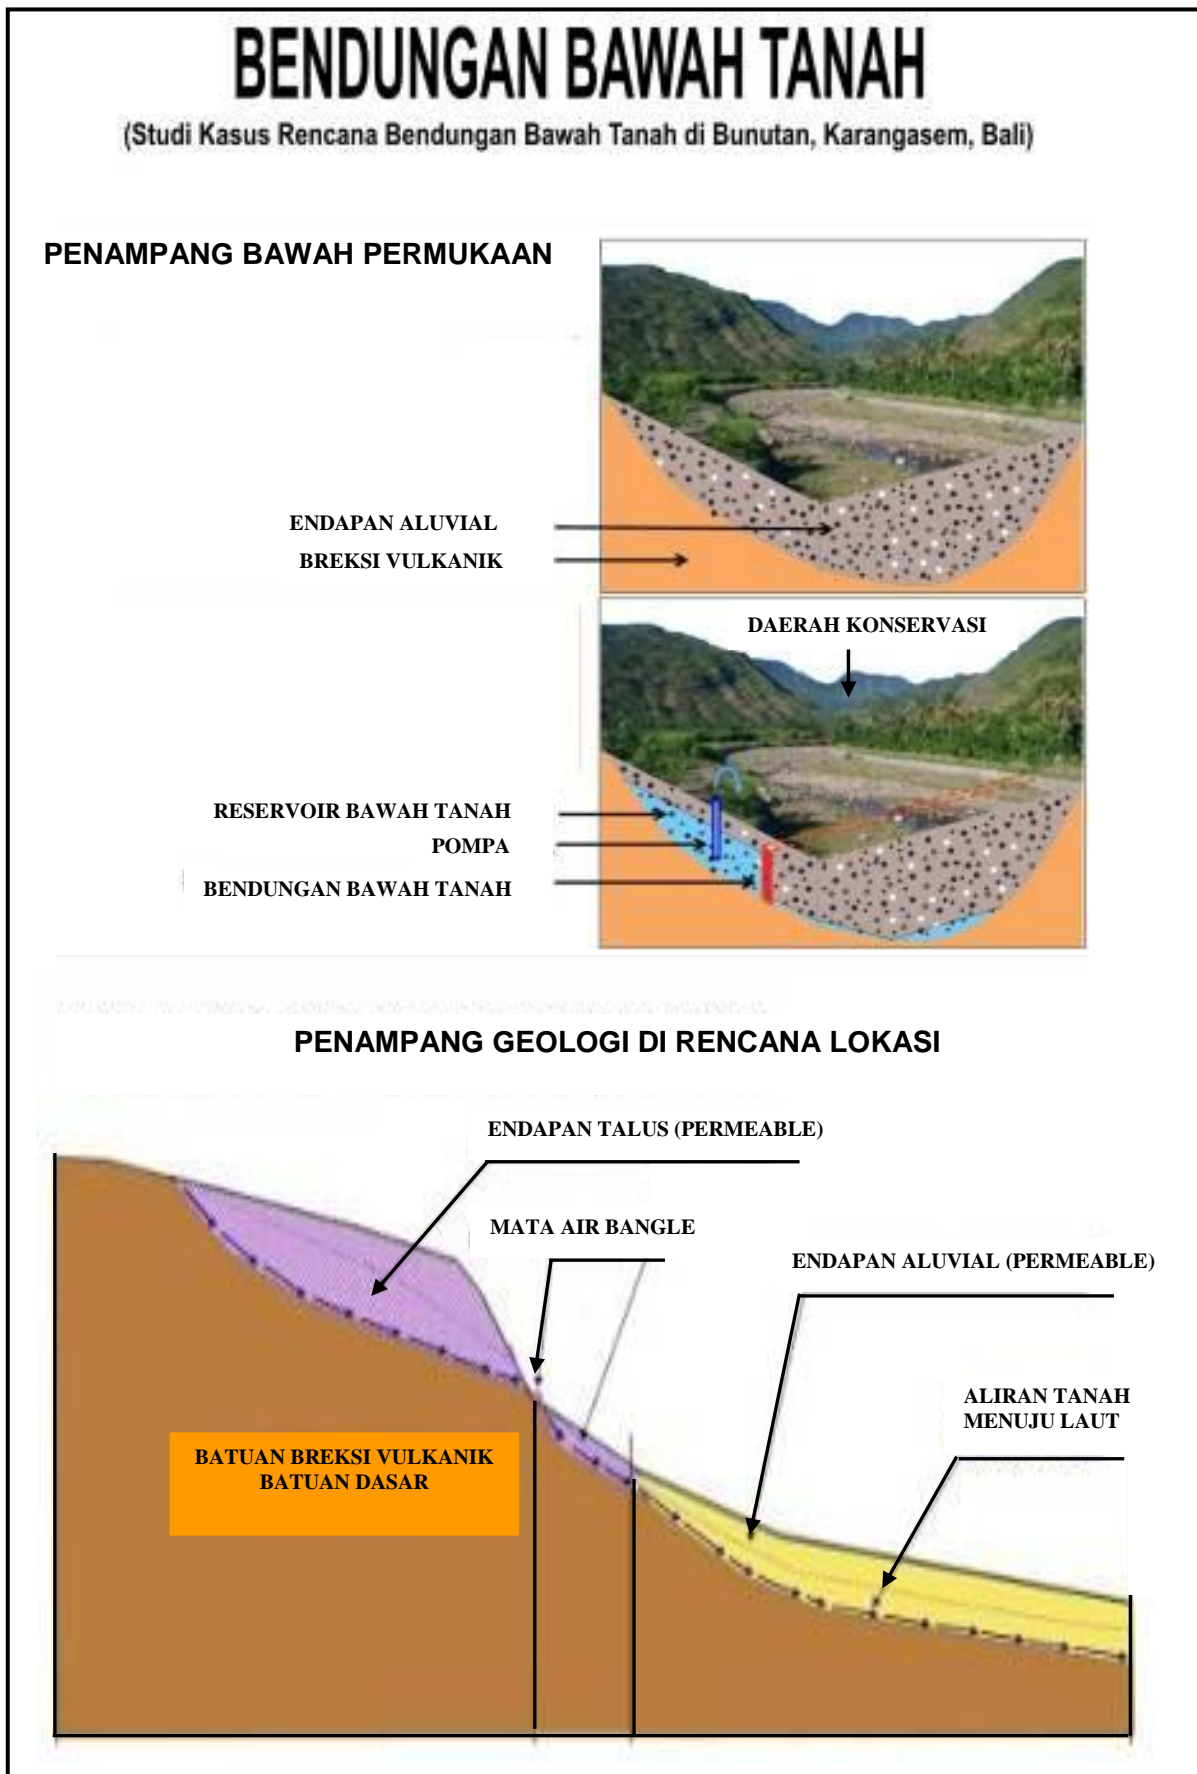 BENDUNGAN BAWAH TANAH
(Studi Kasus Rencana Bendungan Bawah Tanah di Bunutan, Karangasem, Bali)
PENAMPANG BAWAH PERMUKAAN
ENDAPAN ALUVIAL
BREKSI VULKANIK
DAERAH KONSERVASI
RESERVOIR BAWAH TANAH
POMPA
BENDUNGAN BAWAH TANAH
PENAMPANG GEOLOGI DI RENCANA LOKASI
ENDAPAN TALUS (PERMEABLE)
MATA AIR BANGLE
ENDAPAN ALUVIAL (PERMEABLE)
ALIRAN TANAH
MENUJU LAUT
BATUAN BREKSI VULKANIK
BATUAN DASAR